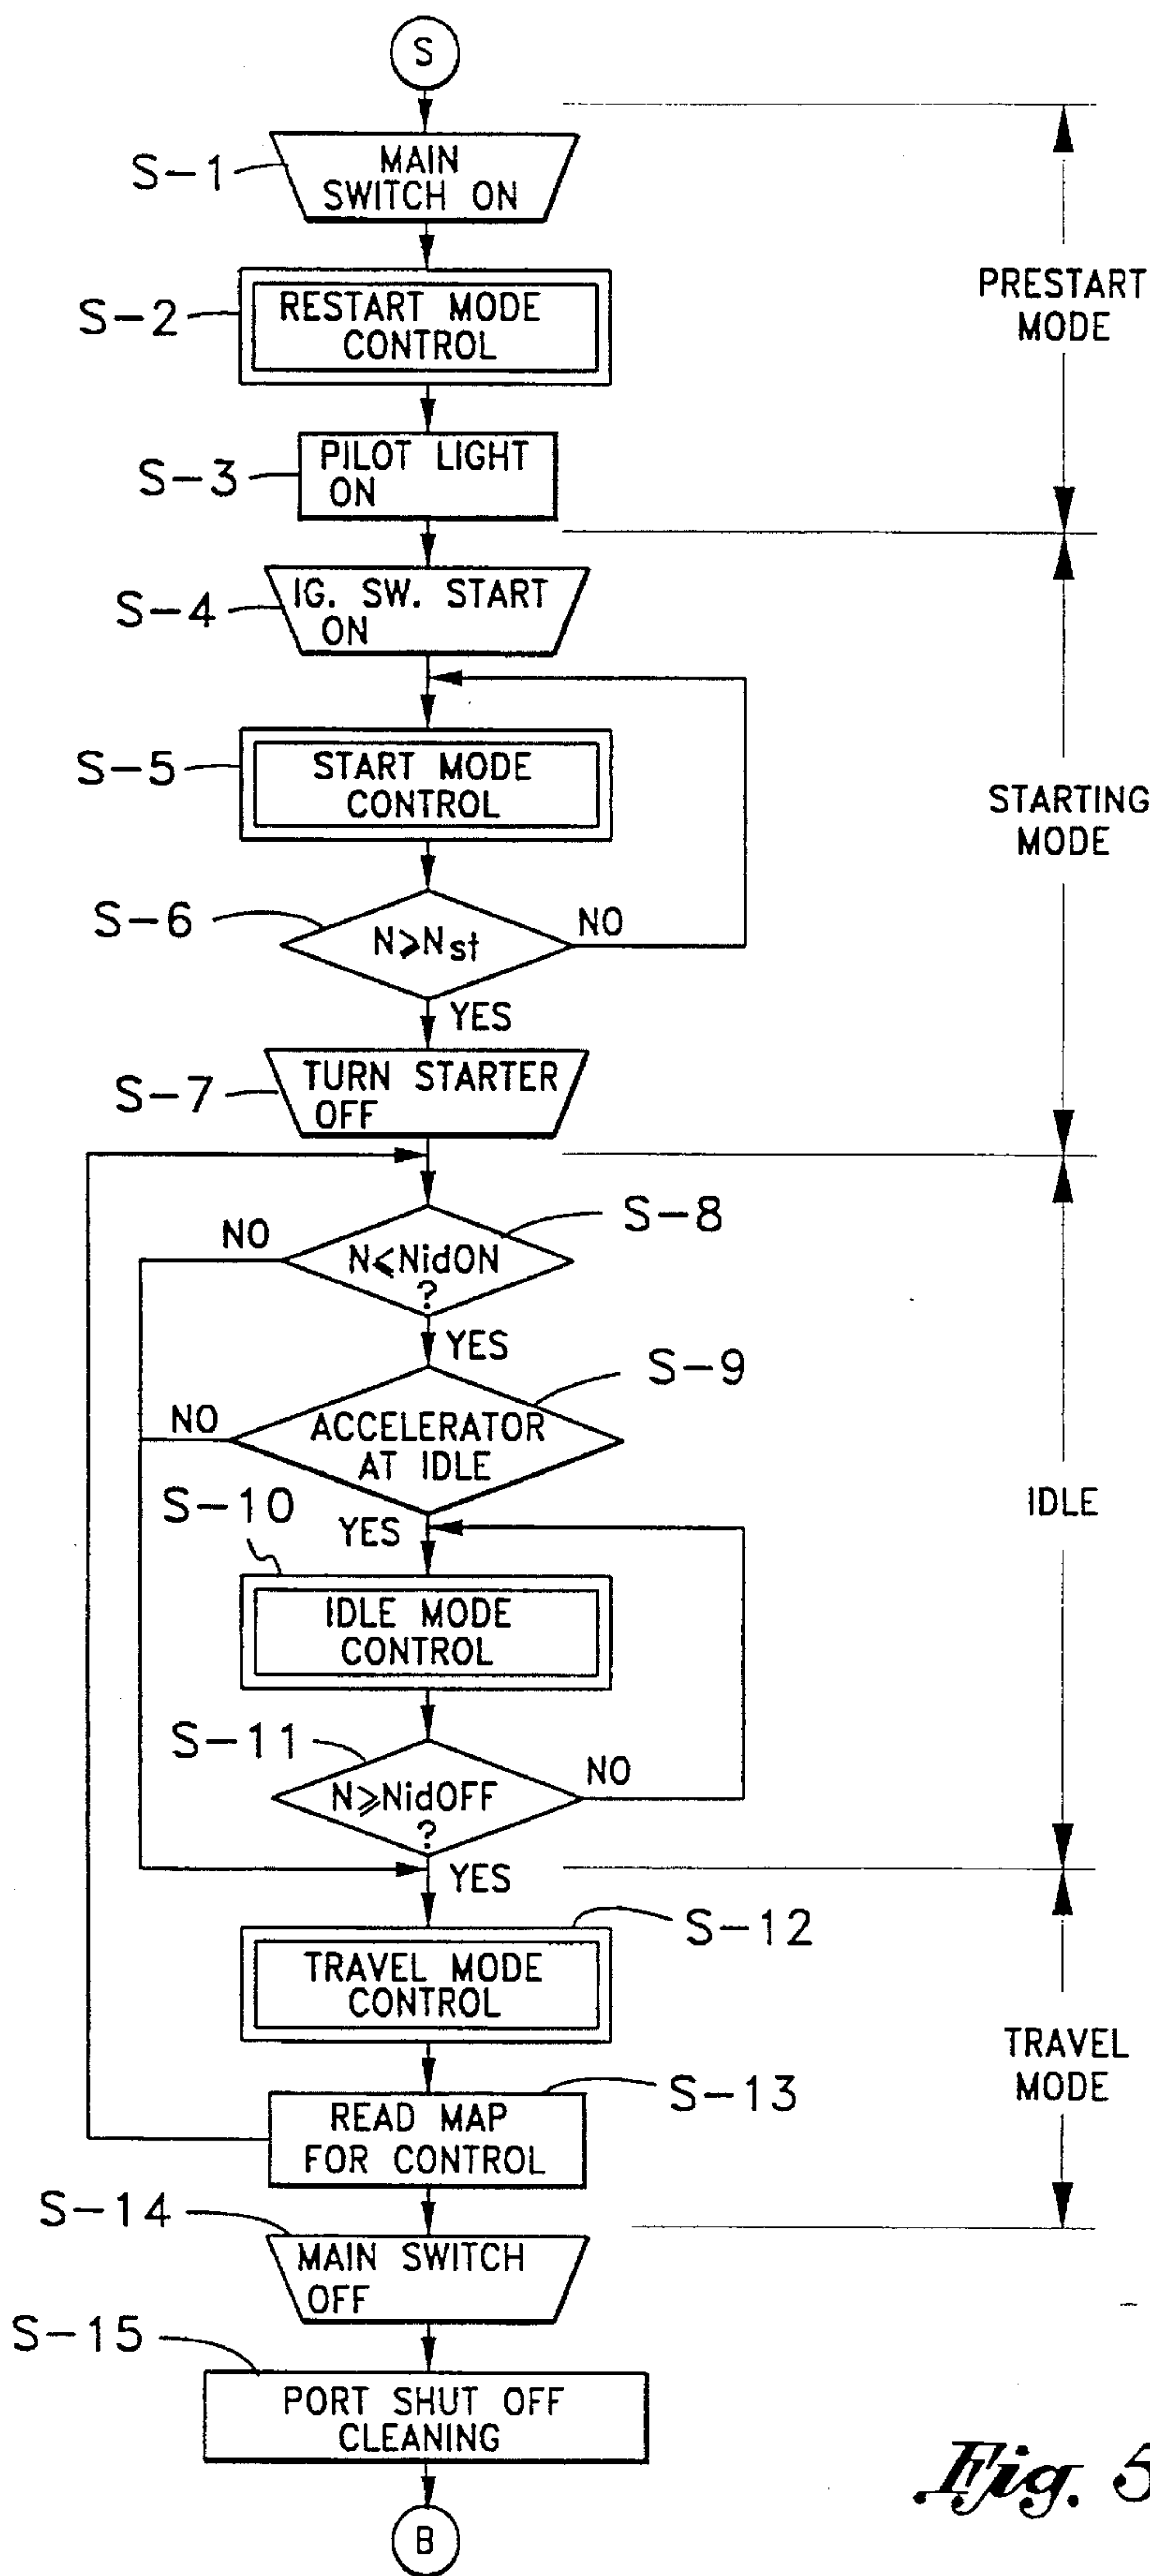 S
S-1
MAIN
SWITCH ON
S-2
RESTART MODE
CONTROL
PRESTART
MODE
S-3
PILOT LIGHT
ON
S-4
IG. SW. START
ON
S-5
START MODE
CONTROL
STARTING
MODE
S-6
N⩾Nst
NO
YES
S-7
TURN STARTER
OFF
S-8
NO
N⩽NidON
?
YES
S-9
NO
ACCELERATOR
AT IDLE
S-10
YES
IDLE
IDLE MODE
CONTROL
S-11
N⩾NidOFF
?
NO
YES
S-12
TRAVEL MODE
CONTROL
TRAVEL
MODE
S-13
READ MAP
FOR CONTROL
S-14
MAIN SWITCH
OFF
S-15
PORT SHUT OFF
CLEANING
B
Fig. 5